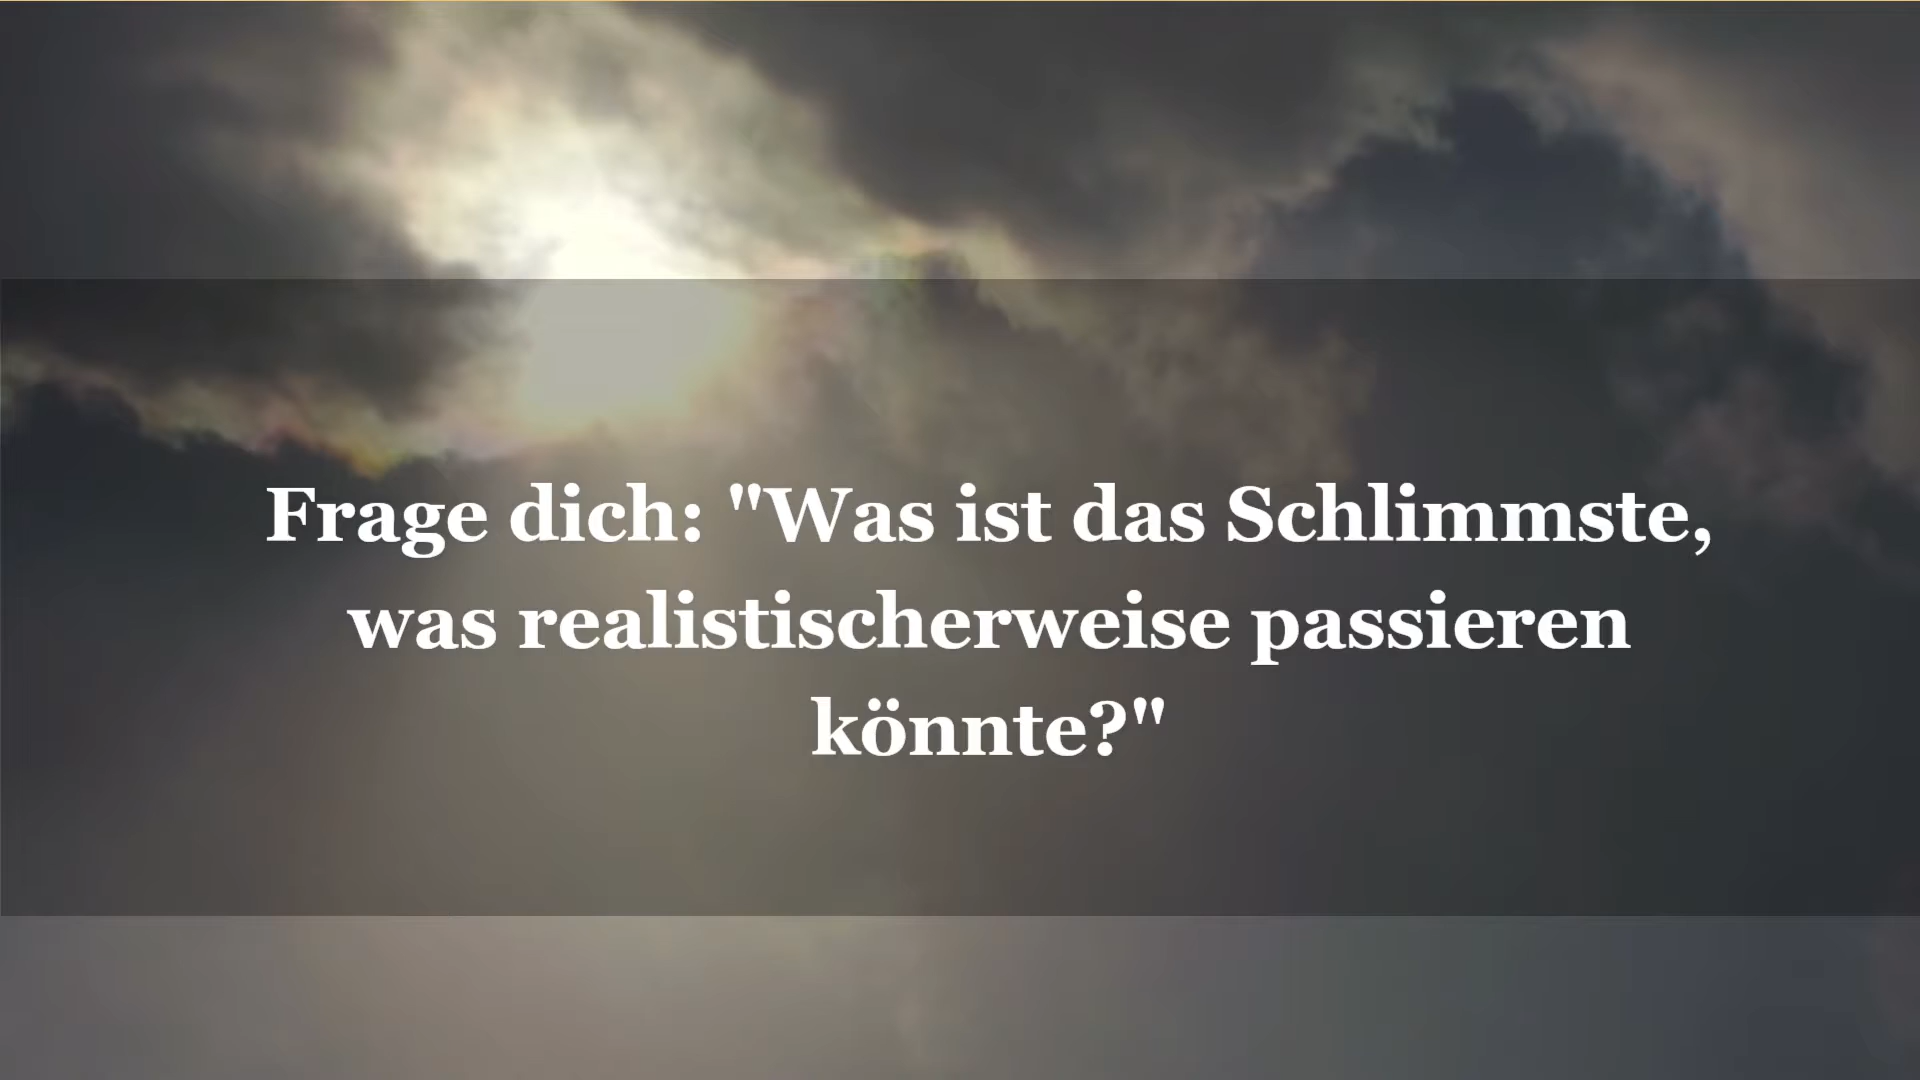 Frage dich: "Was ist das Schlimmste,
was realistischerweise passieren
könnte?"